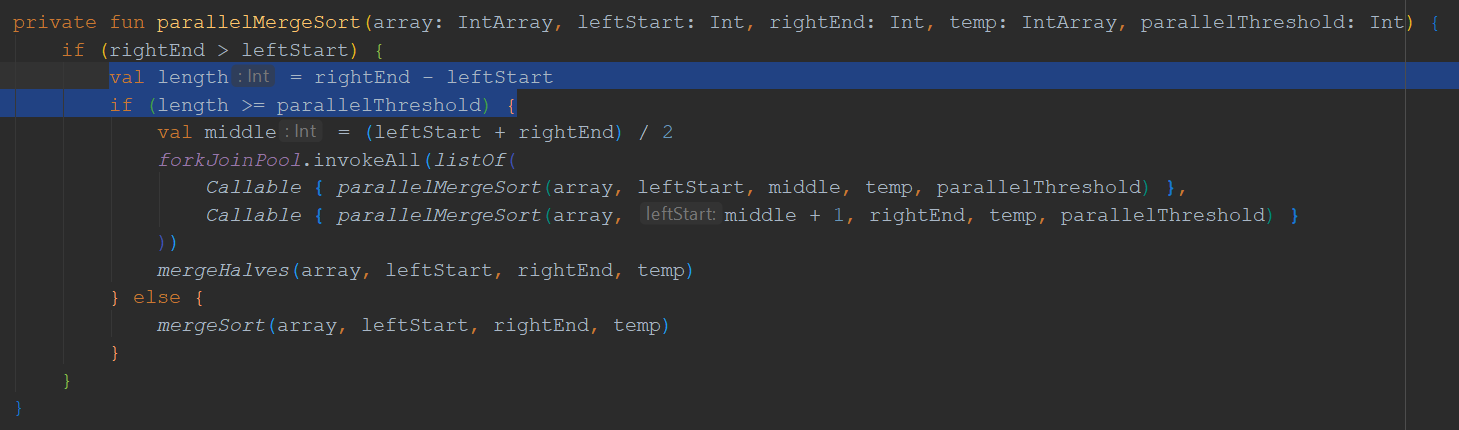 private fun parallelMergeSort(array: IntArray, leftStart: Int, rightEnd: Int, temp: IntArray, parallelThreshold: Int) {
    if (rightEnd > leftStart) {
        val length : Int = rightEnd - leftStart
        if (length >= parallelThreshold) {
            val middle : Int = (leftStart + rightEnd) / 2
            forkJoinPool.invokeAll(listOf(
                Callable { parallelMergeSort(array, leftStart, middle, temp, parallelThreshold) },
                Callable { parallelMergeSort(array, leftStart: middle + 1, rightEnd, temp, parallelThreshold) }
            ))
            mergeHalves(array, leftStart, rightEnd, temp)
        } else {
            mergeSort(array, leftStart, rightEnd, temp)
        }
    }
}